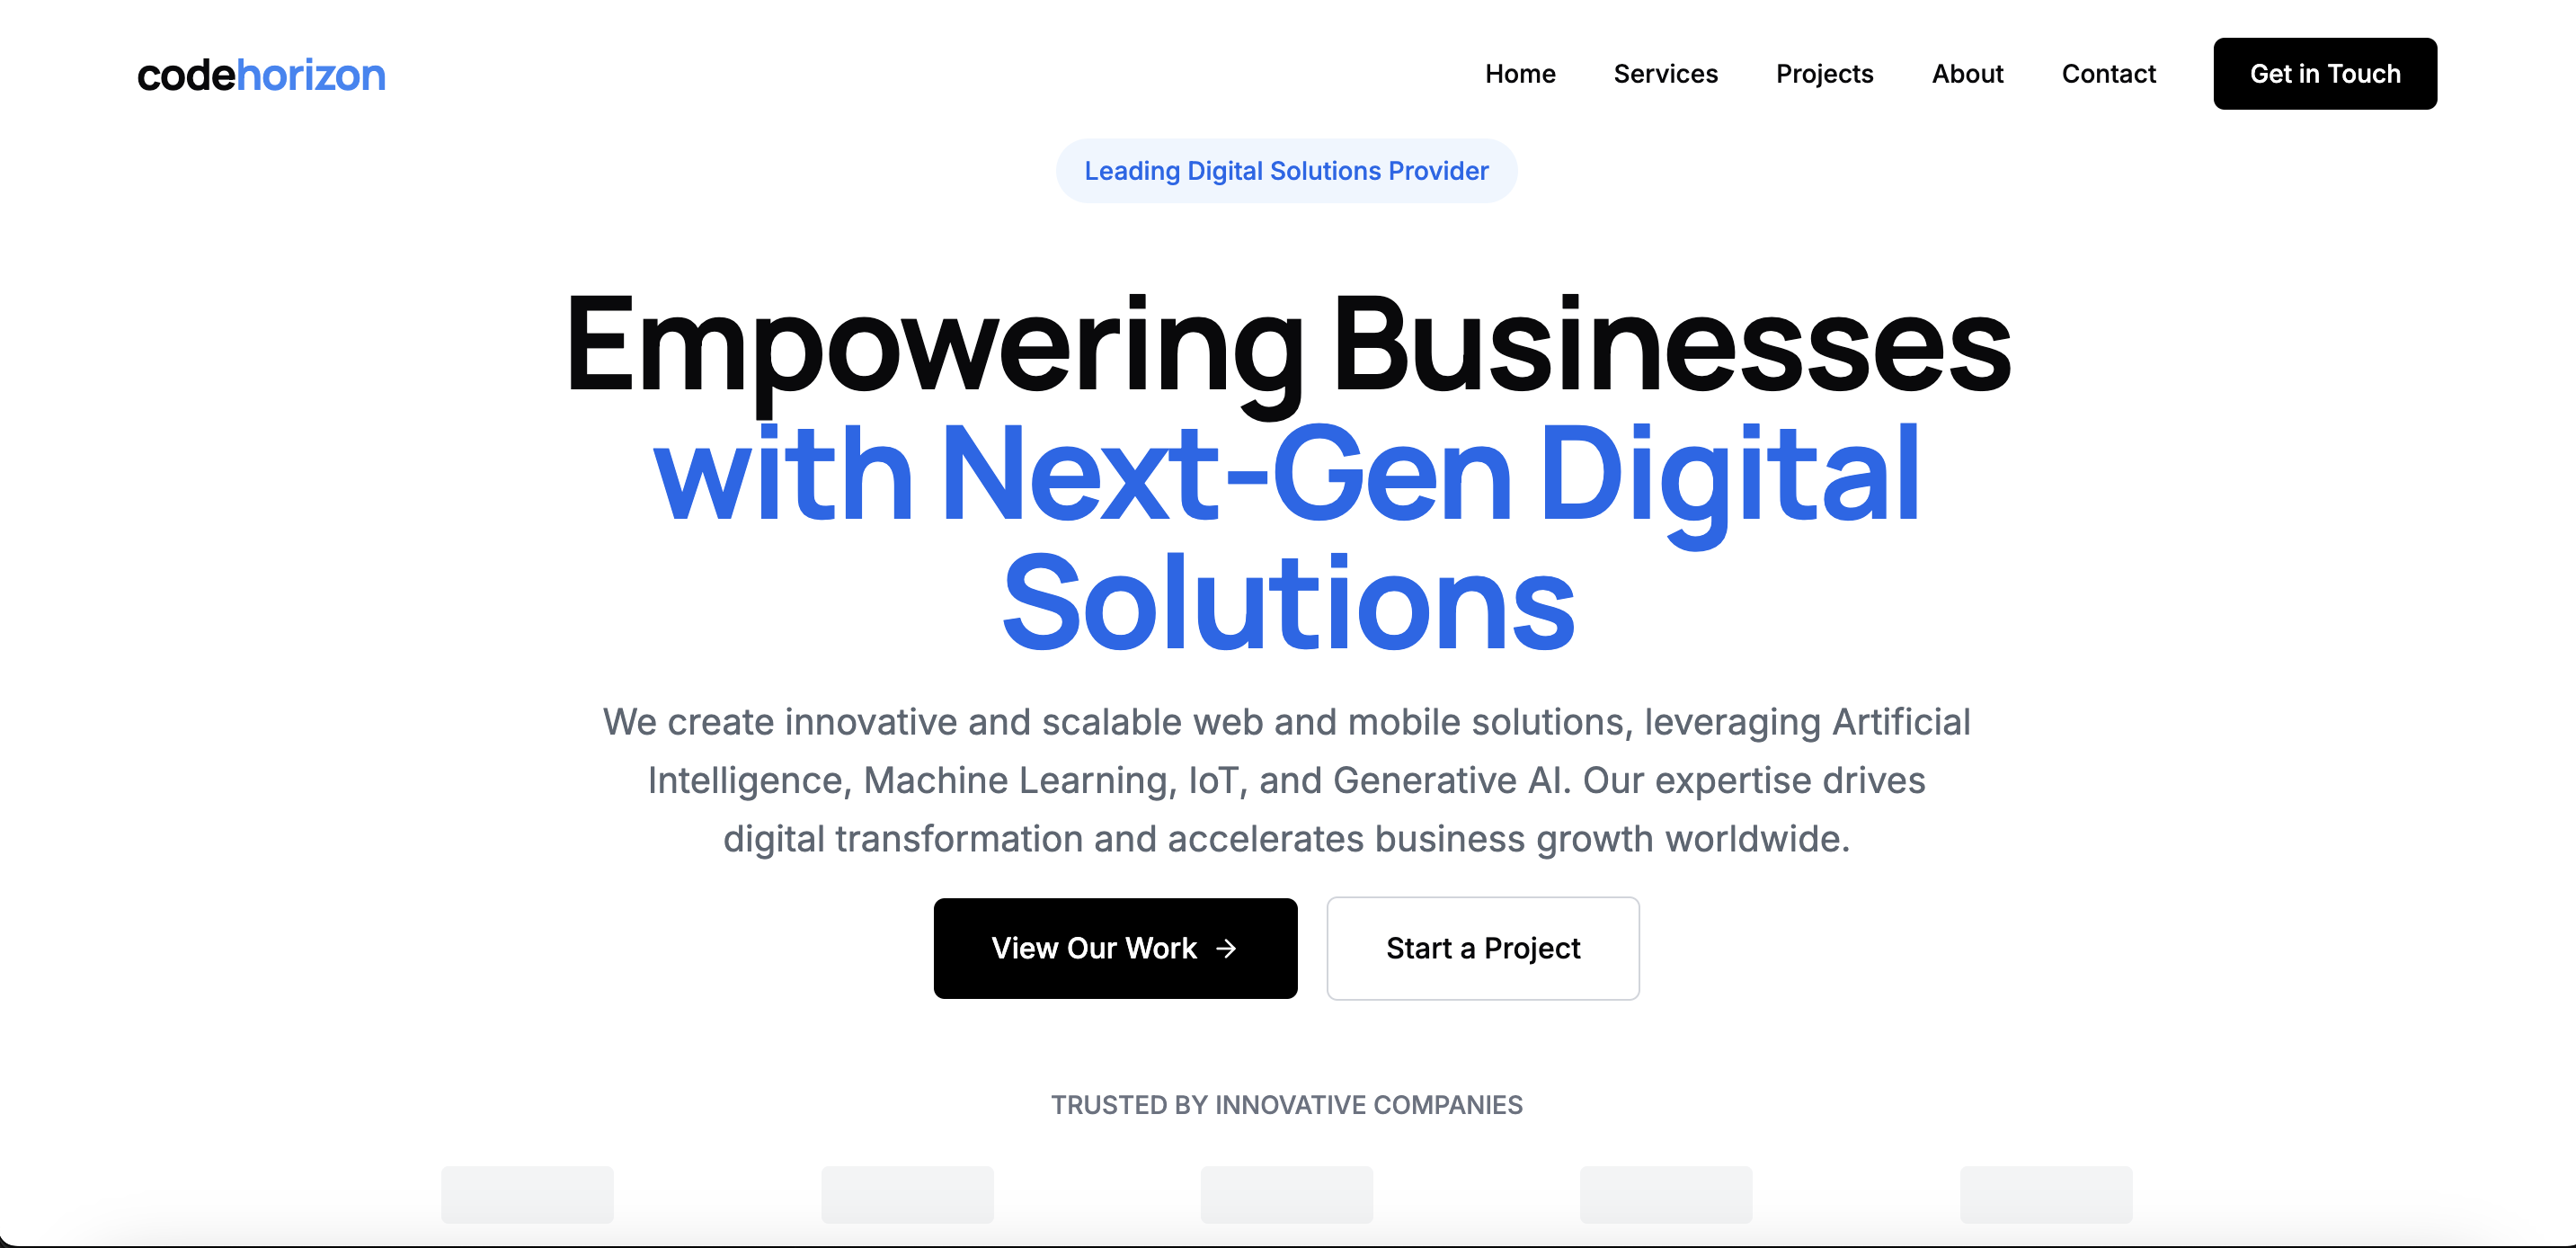 codehorizon
Home Services Projects About Contact Get in Touch
Leading Digital Solutions Provider
Empowering Businesses
with Next-Gen Digital
Solutions
We create innovative and scalable web and mobile solutions, leveraging Artificial
Intelligence, Machine Learning, IoT, and Generative AI. Our expertise drives
digital transformation and accelerates business growth worldwide.
View Our Work → Start a Project
TRUSTED BY INNOVATIVE COMPANIES